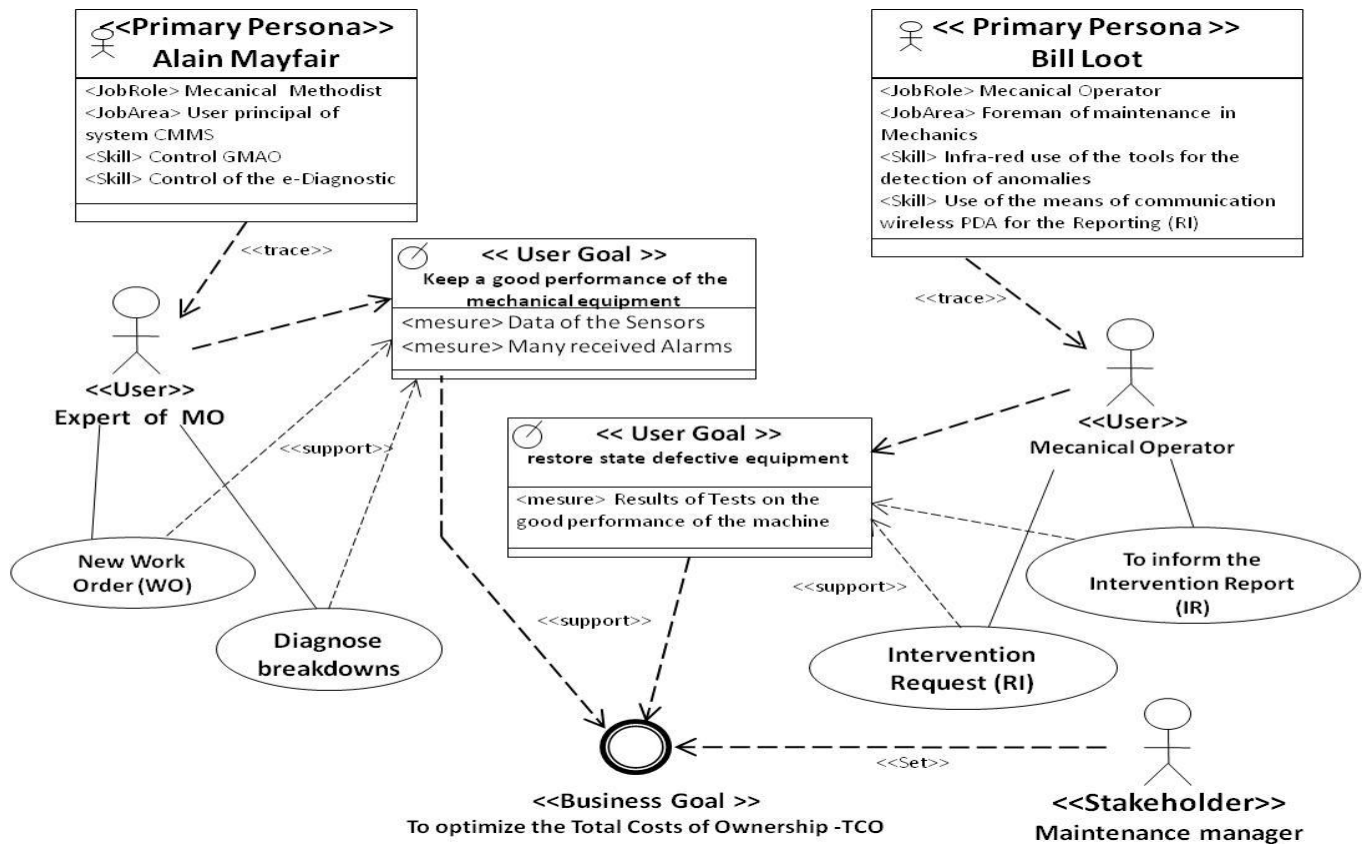 <<Primary Persona>>
Alain Mayfair
<JobRole> Mecanical Methodist
<JobArea> User principal of
system CMMS
<Skill> Control GMAO
<Skill> Control of the e-Diagnostic
<< Primary Persona >>
Bill Loot
<JobRole> Mecanical Operator
<JobArea> Foreman of maintenance in
Mechanics
<Skill> Infra-red use of the tools for the
detection of anomalies
<Skill> Use of the means of communication
wireless PDA for the Reporting (RI)
<<trace>>
<< User Goal >>
Keep a good performance of the
mechanical equipment
<mesure> Data of the Sensors
<mesure> Many received Alarms
<<trace>>
<<User>>
Expert of MO
<<support>>
<< User Goal >>
restore state defective equipment
<mesure> Results of Tests on the
good performance of the machine
<<User>>
Mecanical Operator
New Work
Order (WO)
Diagnose
breakdowns
<<support>>
<<support>>
To inform the
Intervention Report
(IR)
Intervention
Request (RI)
<<Set>>
<<Business Goal >>
To optimize the Total Costs of Ownership -TCO
<<Stakeholder>>
Maintenance manager